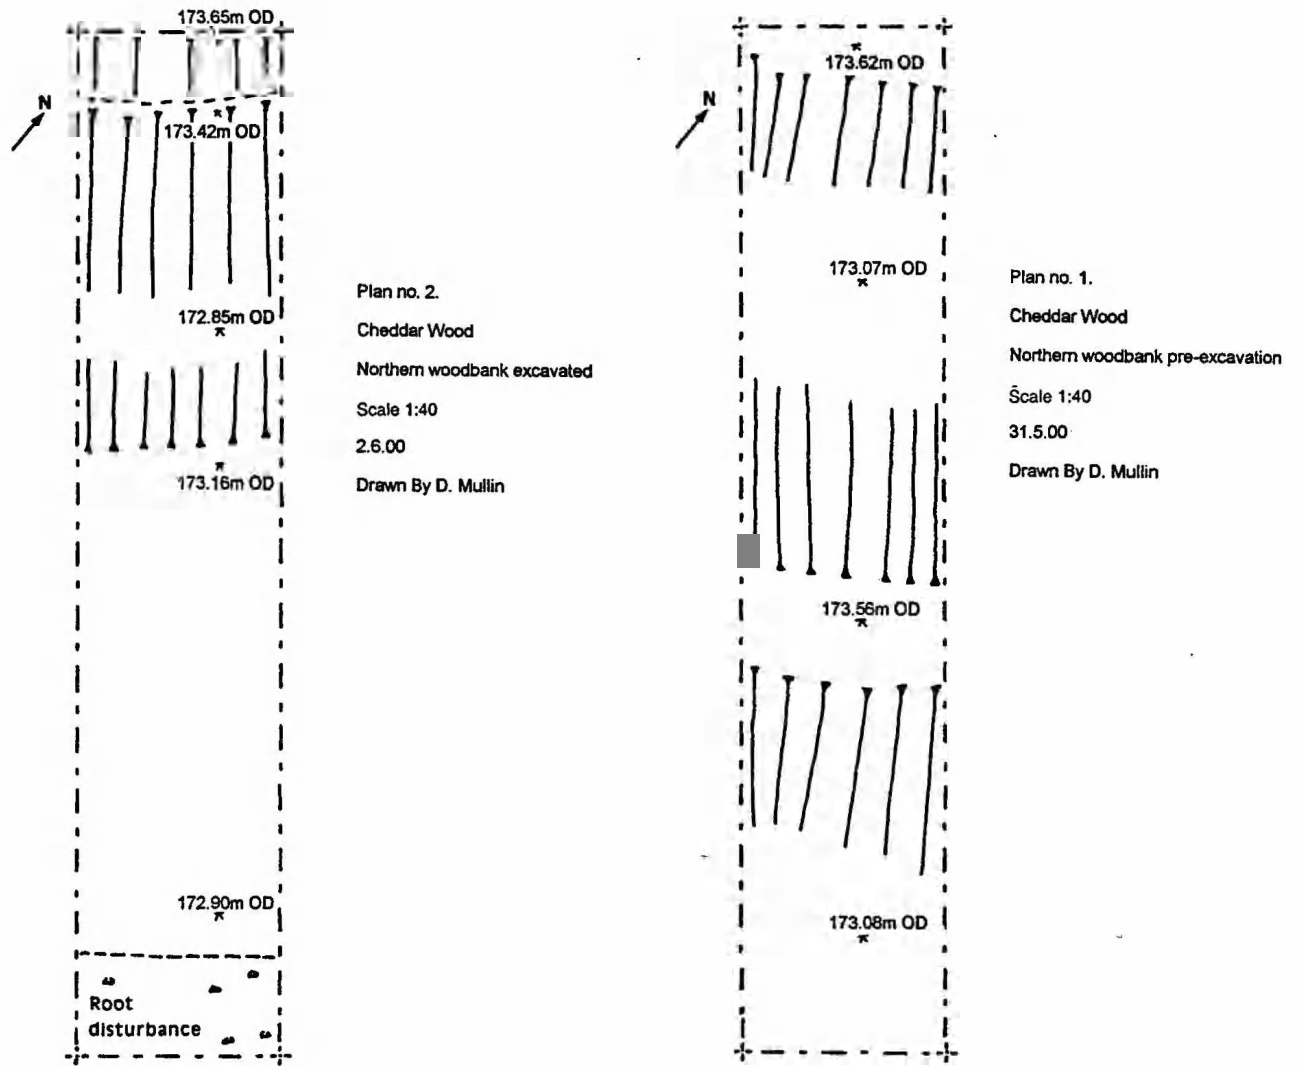 173.65m OD
N
173.42m OD
172.85m OD
173.16m OD
172.90m OD
Root
disturbance
Plan no. 2.
Cheddar Wood
Northern woodbank excavated
Scale 1:40
2.6.00
Drawn By D. Mullin
173.62m OD
N
173.07m OD
173.56m OD
173.08m OD
Plan no. 1.
Cheddar Wood
Northern woodbank pre-excavation
Scale 1:40
31.5.00
Drawn By D. Mullin